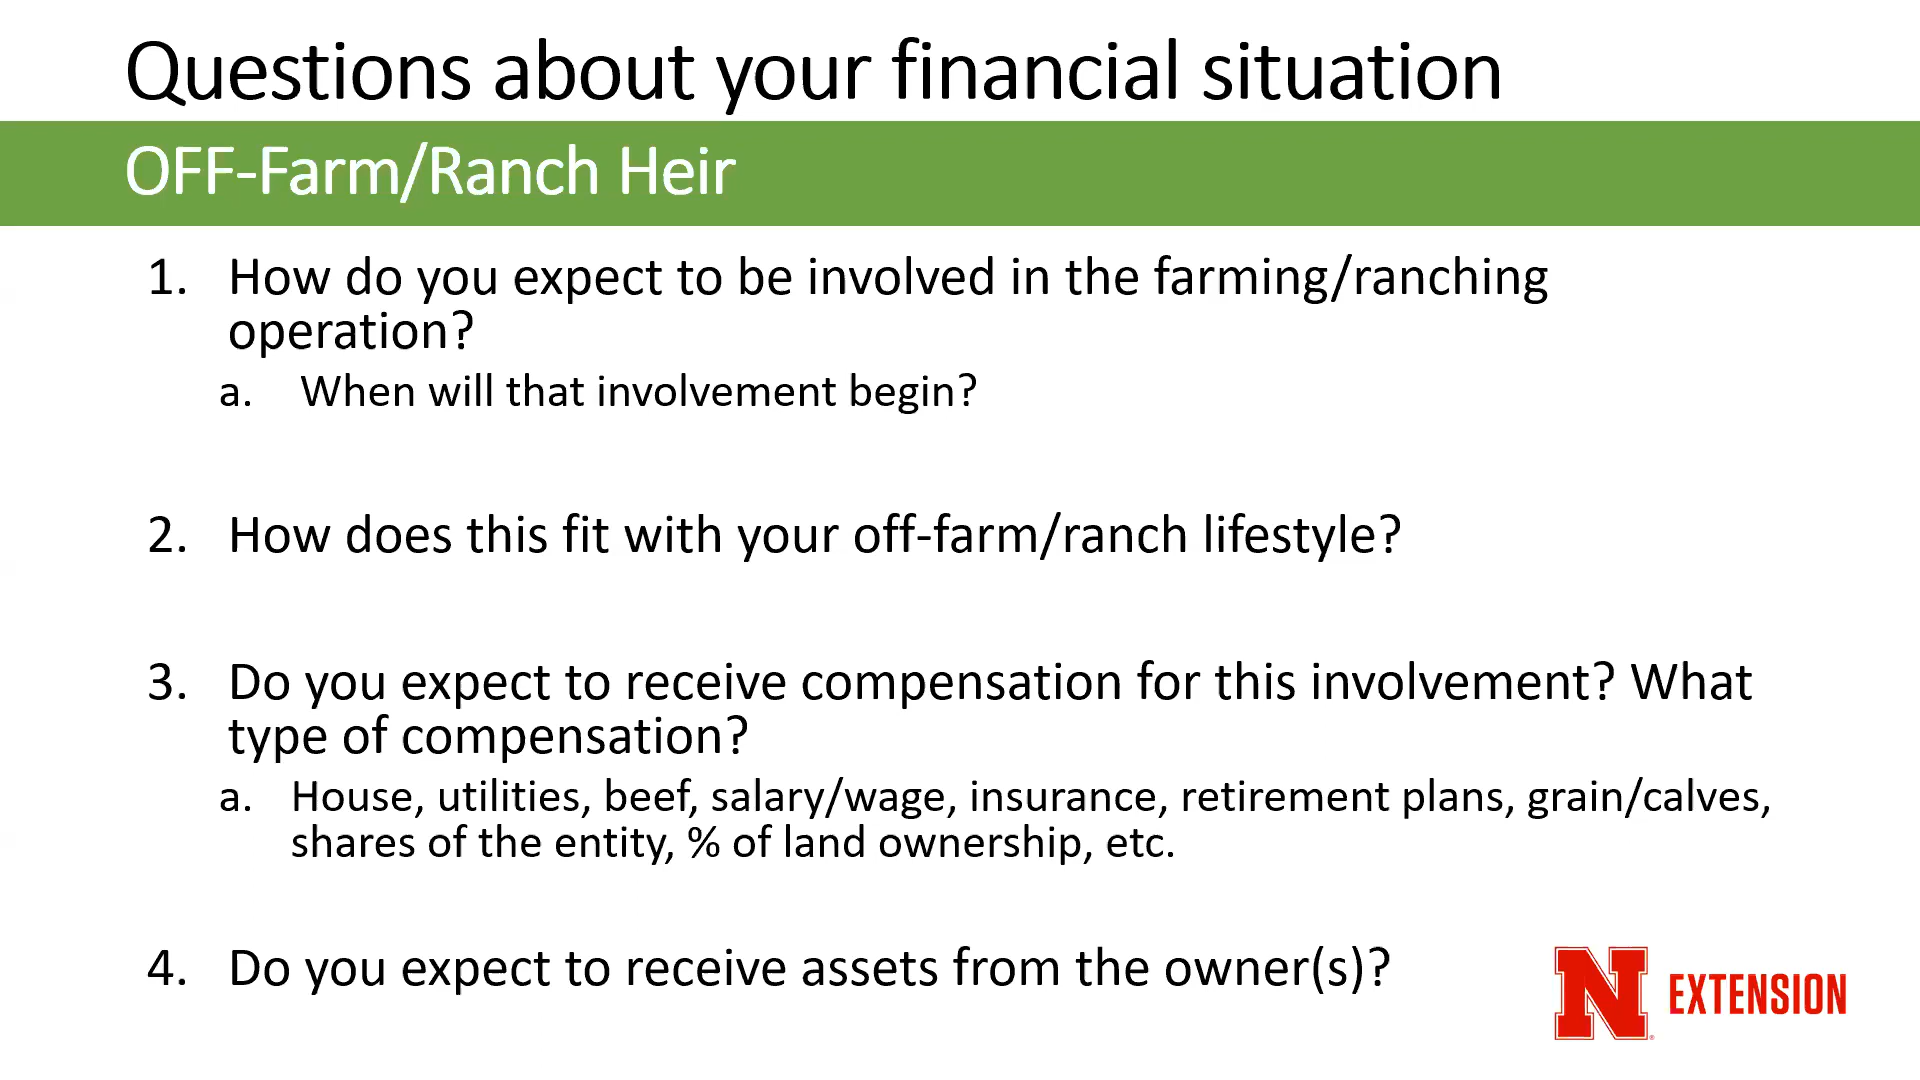 Questions about your financial situation
OFF-Farm/Ranch Heir
1. How do you expect to be involved in the farming/ranching
operation?
a. When will that involvement begin?
2. How does this fit with your off-farm/ranch lifestyle?
3. Do you expect to receive compensation for this involvement? What
type of compensation?
a. House, utilities, beef, salary/wage, insurance, retirement plans, grain/calves,
shares of the entity, % of land ownership, etc.
4. Do you expect to receive assets from the owner(s)?
N EXTENSION